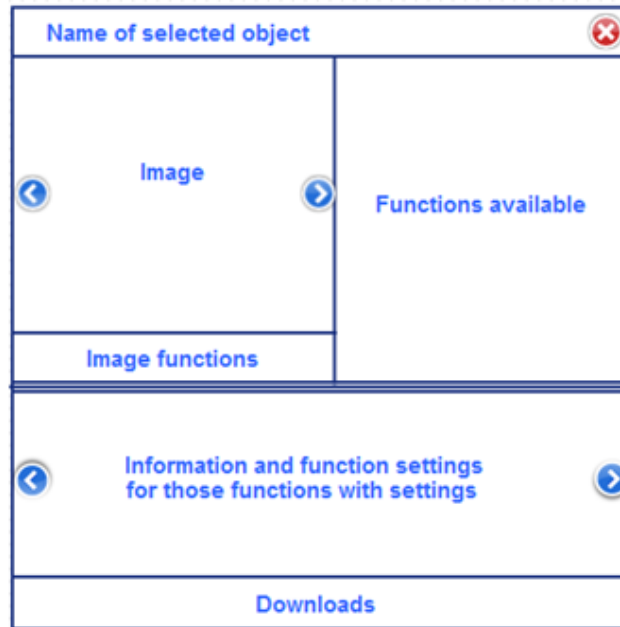 Name of selected object
Image
Functions available
Image functions
Information and function settings
for those functions with settings
Downloads